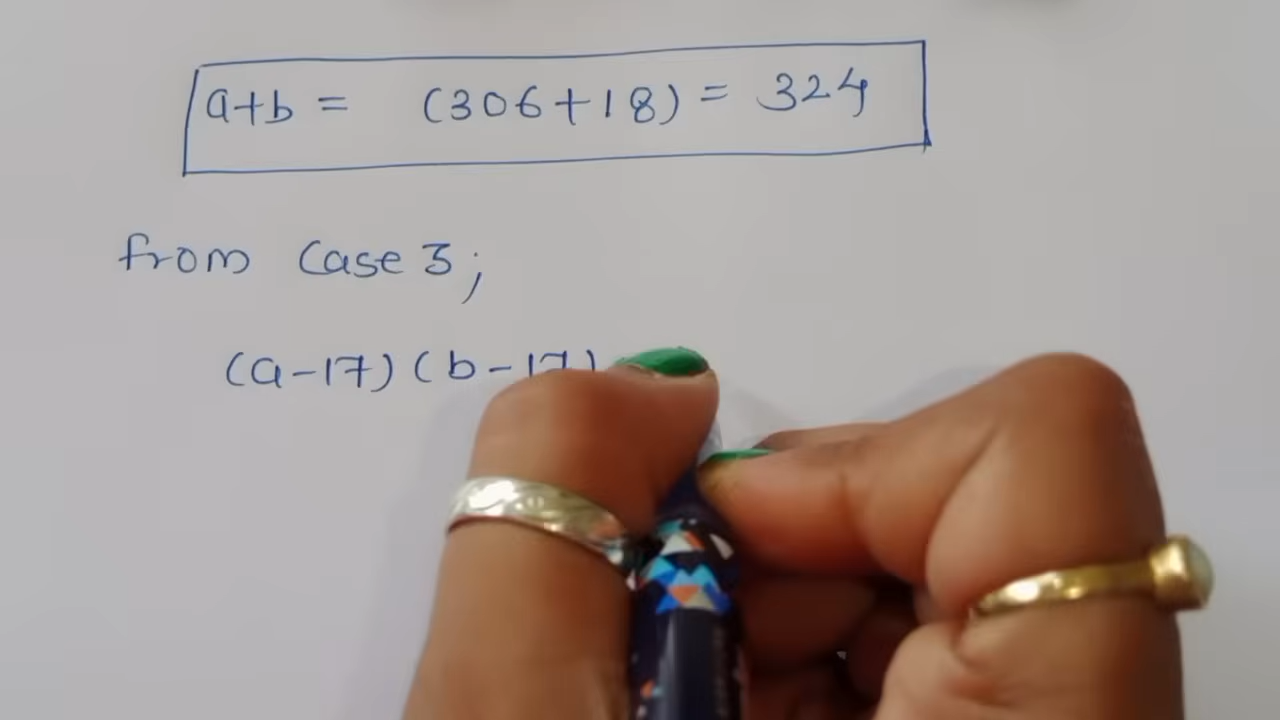 a+b = (306+18) = 324
from Case 3;
(a-17)(b-17)